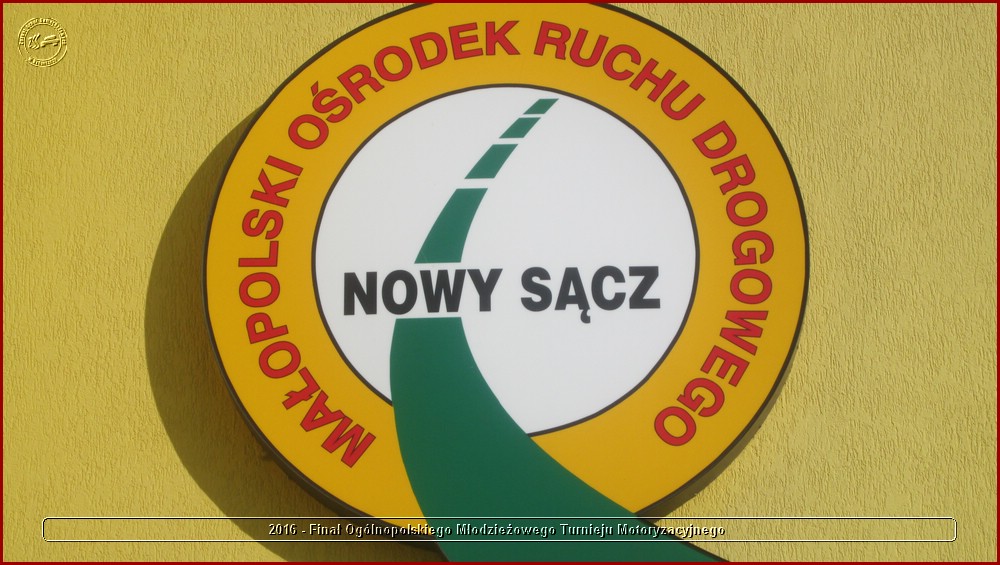 MAŁOPOLSKI OŚRODEK RUCHU DROGOWEGO
NOWY SĄCZ
2016 - Finał Ogólnopolskiego Młodzieżowego Turnieju Motoryzacyjnego